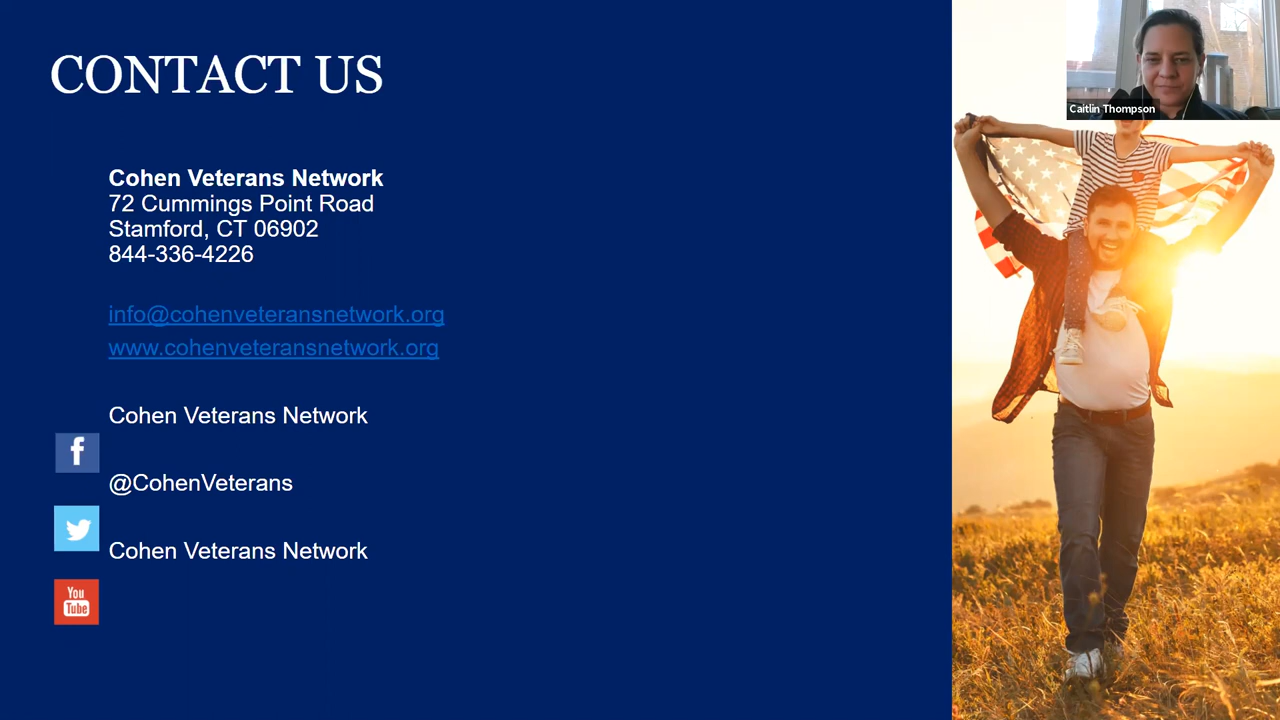 CONTACT US
Caitlin Thompson
Cohen Veterans Network
72 Cummings Point Road
Stamford, CT 06902
844-336-4226
info@cohenveteransnetwork.org
www.cohenveteransnetwork.org
Cohen Veterans Network
f
@CohenVeterans
Cohen Veterans Network
You
Tube